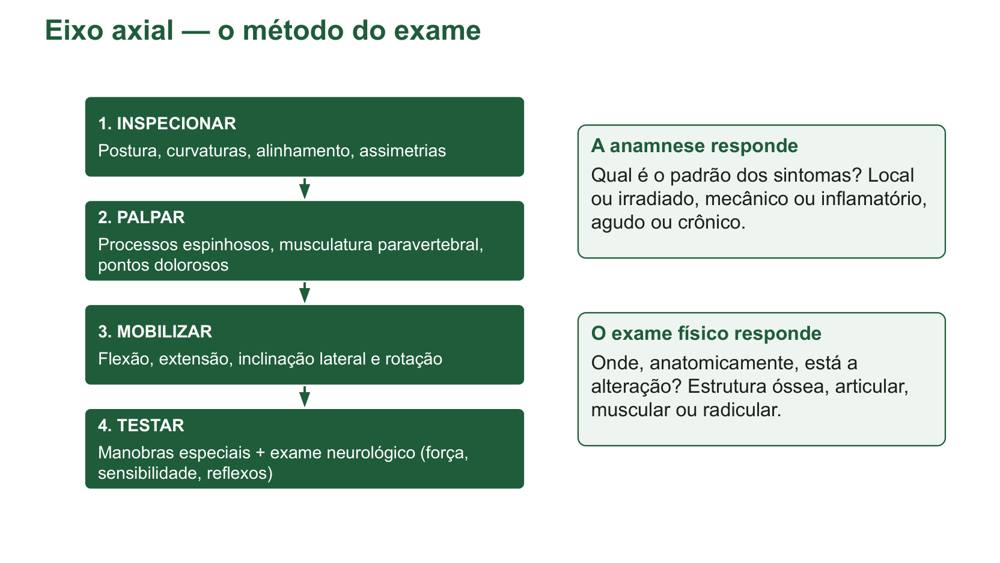 Eixo axial — o método do exame
1. INSPECIONAR
Postura, curvaturas, alinhamento, assimetrias
2. PALPAR
Processos espinhosos, musculatura paravertebral,
pontos dolorosos
3. MOBILIZAR
Flexão, extensão, inclinação lateral e rotação
4. TESTAR
Manobras especiais + exame neurológico (força,
sensibilidade, reflexos)
A anamnese responde
Qual é o padrão dos sintomas? Local
ou irradiado, mecânico ou inflamatório,
agudo ou crônico.
O exame físico responde
Onde, anatomicamente, está a
alteração? Estrutura óssea, articular,
muscular ou radicular.